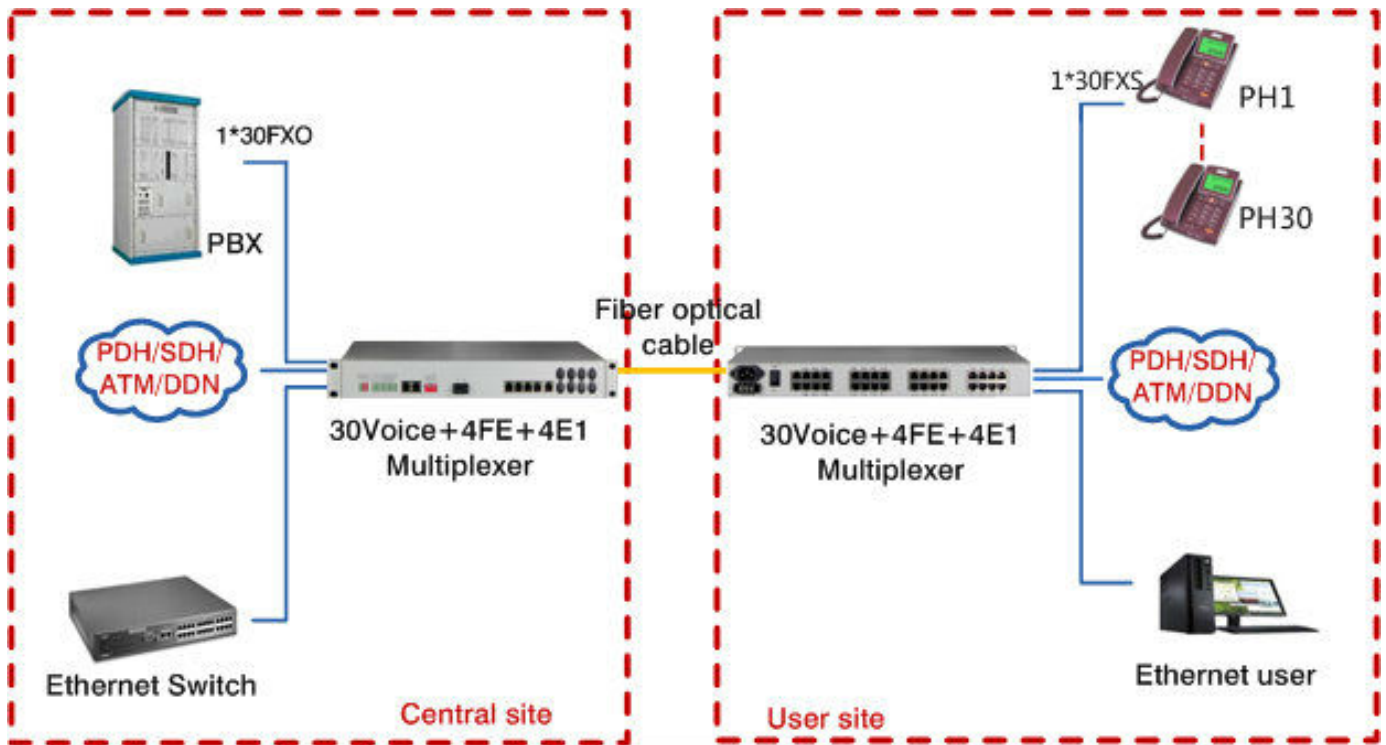 1*30FXO
PBX
PDH/SDH/
ATM/DDN
30Voice+4FE+4E1
Multiplexer
Ethernet Switch
Central site
Fiber optical
cable
1*30FXS
PH1
PH30
30Voice+4FE+4E1
Multiplexer
PDH/SDH/
ATM/DDN
Ethernet user
User site